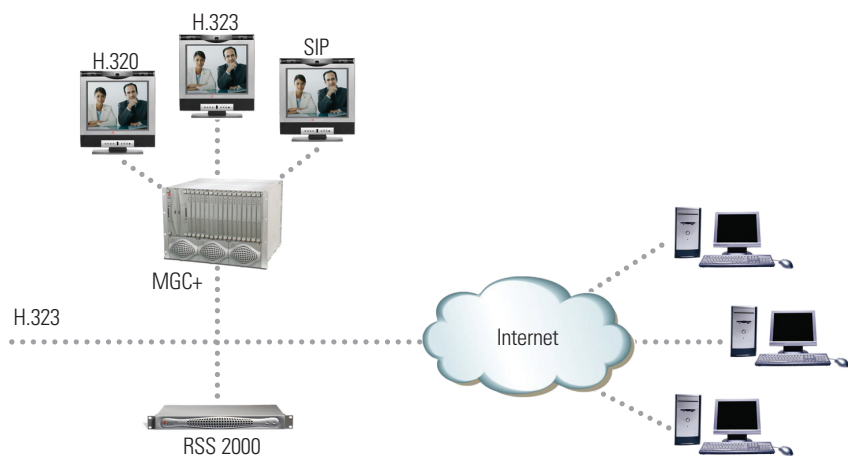 H.323
H.320
SIP
MGC+
H.323
Internet
RSS 2000